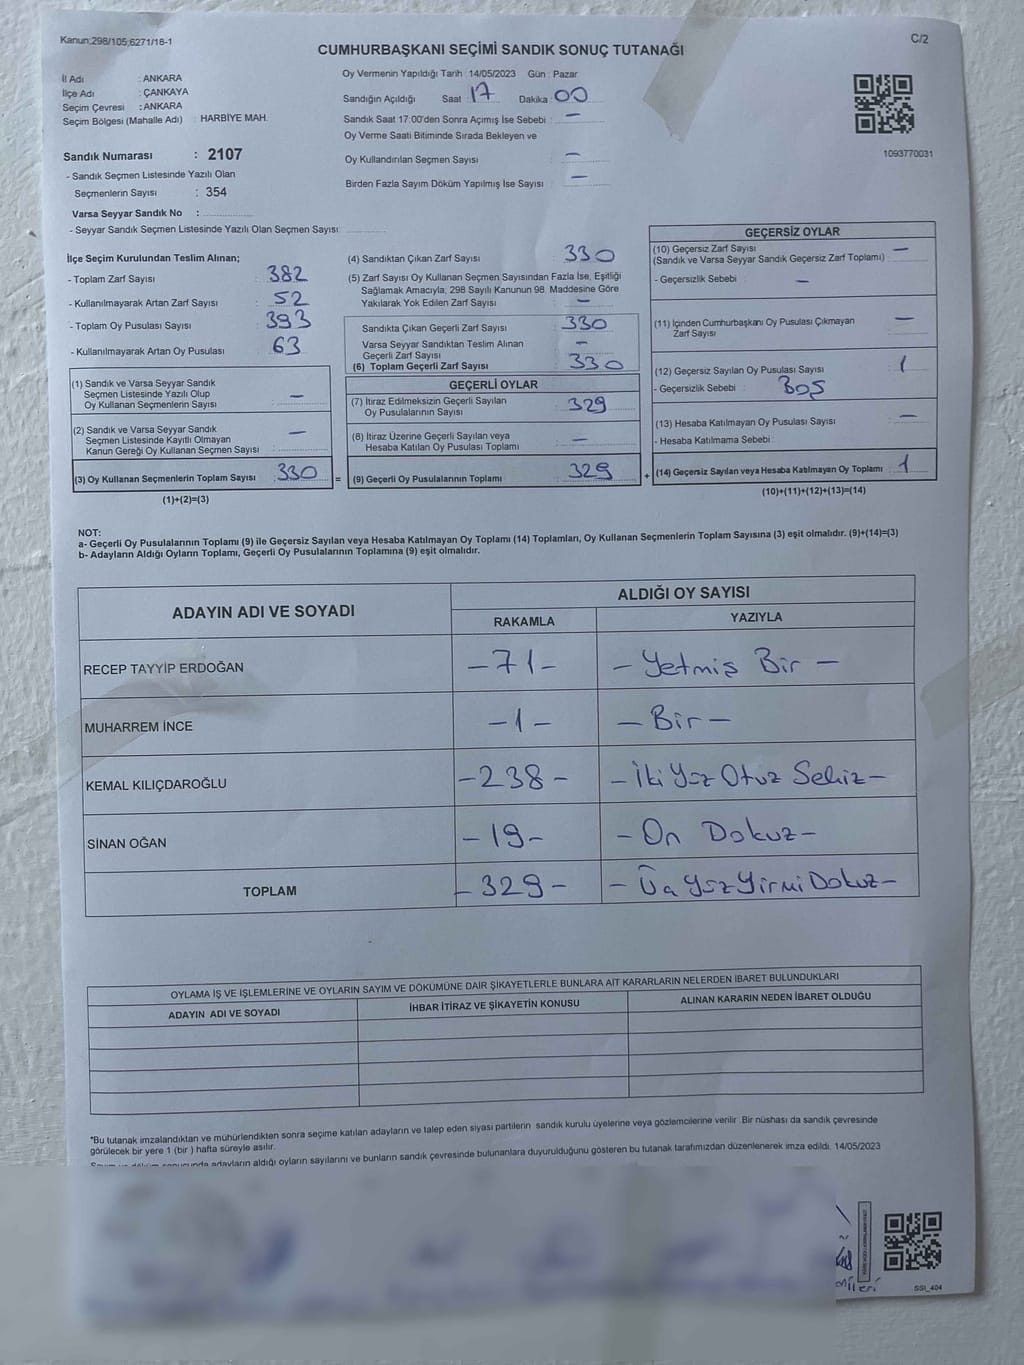 Kanun;298/105;6271/18-1
C/2
CUMHURBAŞKANI SEÇİMİ SANDIK SONUÇ TUTANAĞI
İl Adı : ANKARA
İlçe Adı : ÇANKAYA
Seçim Çevresi : ANKARA
Seçim Bölgesi (Mahalle Adı) : HARBİYE MAH.
Oy Vermenin Yapıldığı Tarih : 14/05/2023 Gün : Pazar
Sandığın Açıldığı Saat : 17 Dakika : 00
Sandık Saat 17:00'den Sonra Açımış İse Sebebi : —
Oy Verme Saati Bitiminde Sırada Bekleyen ve
Oy Kullandırılan Seçmen Sayısı —
Birden Fazla Sayım Döküm Yapılmış İse Sayısı : —
1093770031
Sandık Numarası : 2107
- Sandık Seçmen Listesinde Yazılı Olan
Seçmenlerin Sayısı : 354
Varsa Seyyar Sandık No :
- Seyyar Sandık Seçmen Listesinde Yazılı Olan Seçmen Sayısı:
İlçe Seçim Kurulundan Teslim Alınan;
- Toplam Zarf Sayısı : 382
- Kullanılmayarak Artan Zarf Sayısı : 52
- Toplam Oy Pusulası Sayısı : 393
- Kullanılmayarak Artan Oy Pusulası : 63
(1) Sandık ve Varsa Seyyar Sandık
Seçmen Listesinde Yazılı Olup
Oy Kullanan Seçmenlerin Sayısı : —
(2) Sandık ve Varsa Seyyar Sandık
Seçmen Listesinde Kayıtlı Olmayan
Kanun Gereği Oy Kullanan Seçmen Sayısı : —
(3) Oy Kullanan Seçmenlerin Toplam Sayısı : 330
(1)+(2)=(3)
(4) Sandıktan Çıkan Zarf Sayısı : 330
(5) Zarf Sayısı Oy Kullanan Seçmen Sayısından Fazla İse, Eşitliği
Sağlamak Amacıyla; 298 Sayılı Kanunun 98. Maddesine Göre
Yakılarak Yok Edilen Zarf Sayısı : —
Sandıkta Çıkan Geçerli Zarf Sayısı : 330
Varsa Seyyar Sandıktan Teslim Alınan
Geçerli Zarf Sayısı : -
(6) Toplam Geçerli Zarf Sayısı : 330
GEÇERLİ OYLAR
(7) İtiraz Edilmeksizin Geçerli Sayılan
Oy Pusulalarının Sayısı : 329
(8) İtiraz Üzerine Geçerli Sayılan veya
Hesaba Katılan Oy Pusulası Toplamı : —
= (9) Geçerli Oy Pusulalarının Toplamı : 329 +
GEÇERSİZ OYLAR
(10) Geçersiz Zarf Sayısı : —
(Sandık ve Varsa Seyyar Sandık Geçersiz Zarf Toplamı)
- Geçersizlik Sebebi : —
(11) İçinden Cumhurbaşkanı Oy Pusulası Çıkmayan
Zarf Sayısı : —
(12) Geçersiz Sayılan Oy Pusulası Sayısı : 1
- Geçersizlik Sebebi : BOŞ
(13) Hesaba Katılmayan Oy Pusulası Sayısı : —
- Hesaba Katılmama Sebebi :
(14) Geçersiz Sayılan veya Hesaba Katılmayan Oy Toplamı : 1
(10)+(11)+(12)+(13)=(14)
NOT:
a- Geçerli Oy Pusulalarının Toplamı (9) ile Geçersiz Sayılan veya Hesaba Katılmayan Oy Toplamı (14) Toplamları, Oy Kullanan Seçmenlerin Toplam Sayısına (3) eşit olmalıdır. (9)+(14)=(3)
b- Adayların Aldığı Oyların Toplamı, Geçerli Oy Pusulalarının Toplamına (9) eşit olmalıdır.
ADAYIN ADI VE SOYADI
ALDIĞI OY SAYISI
RAKAMLA YAZIYLA
RECEP TAYYİP ERDOĞAN -71- - Yetmiş Bir -
MUHARREM İNCE -1- - Bir -
KEMAL KILIÇDAROĞLU -238- - İki Yüz Otuz Sekiz -
SİNAN OĞAN -19- - On Dokuz -
TOPLAM -329- - Üç Yüz Yirmi Dokuz -
OYLAMA İŞ VE İŞLEMLERİNE VE OYLARIN SAYIM VE DÖKÜMÜNE DAİR ŞİKAYETLERLE BUNLARA AİT KARARLARIN NELERDEN İBARET BULUNDUKLARI
ADAYIN ADI VE SOYADI İHBAR İTİRAZ VE ŞİKAYETİN KONUSU ALINAN KARARIN NEDEN İBARET OLDUĞU
*Bu tutanak imzalandıktan ve mühürlendikten sonra seçime katılan adayların ve talep eden siyasi partilerin sandık kurulu üyelerine veya gözlemcilerine verilir. Bir nüshası da sandık çevresinde
görülecek bir yere 1 (bir ) hafta süreyle asılır.
adayların aldığı oyların sayılarını ve bunların sandık çevresinde bulunanlara duyurulduğunu gösteren bu tutanak tarafımızdan düzenlenerek imza edildi. 14/05/2023
SSI_404